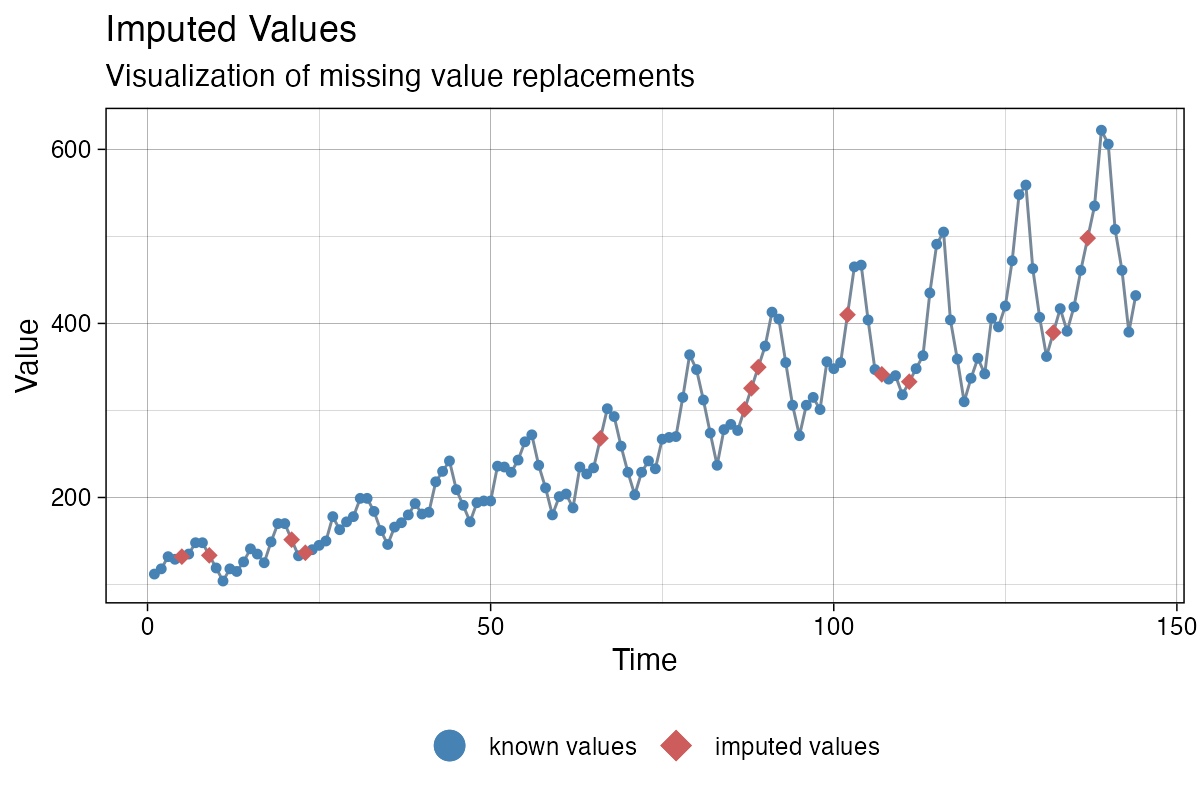 Imputed Values
Visualization of missing value replacements
600
400
200
Value
0 50 100 150
Time
known values imputed values